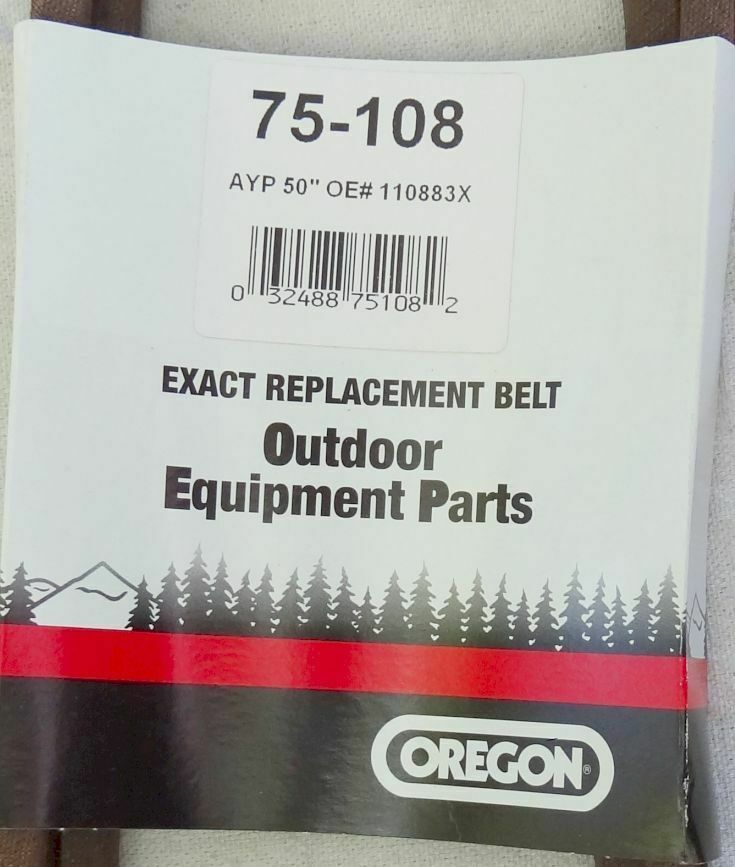 75-108
AYP 50" OE# 110883X
0 32488 75108 2
EXACT REPLACEMENT BELT
Outdoor
Equipment Parts
OREGON®